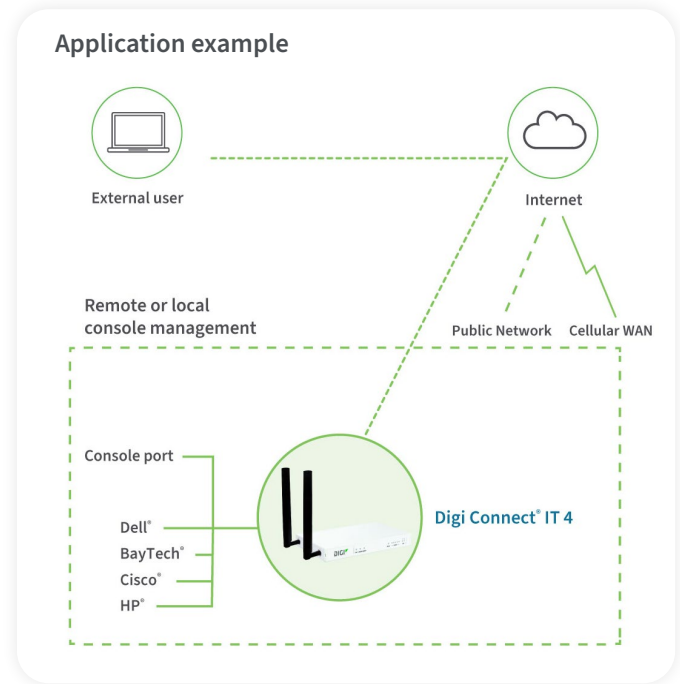 Application example
External user
Internet
Remote or local
console management
Public Network
Cellular WAN
Console port
Dell®
BayTech®
Cisco®
HP®
DIGI®
Digi Connect® IT 4